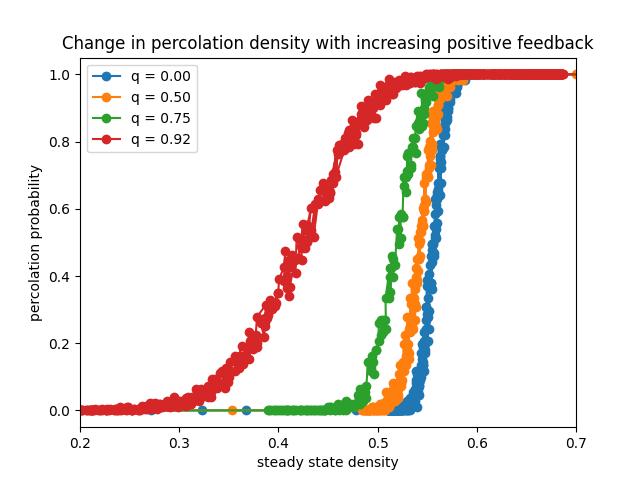 Change in percolation density with increasing positive feedback
1.0
0.8
0.6
0.4
0.2
0.0
percolation probability
q = 0.00
q = 0.50
q = 0.75
q = 0.92
0.2 0.3 0.4 0.5 0.6 0.7
steady state density